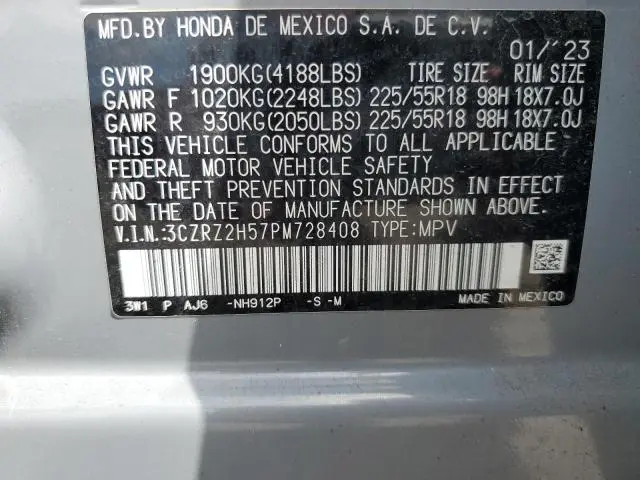 MFD.BY HONDA DE MEXICO S.A. DE C.V.
01/'23
GVWR 1900KG(4188LBS) TIRE SIZE RIM SIZE
GAWR F 1020KG(2248LBS) 225/55R18 98H 18X7.0J
GAWR R 930KG(2050LBS) 225/55R18 98H 18X7.0J
THIS VEHICLE CONFORMS TO ALL APPLICABLE
FEDERAL MOTOR VEHICLE SAFETY
AND THEFT PREVENTION STANDARDS IN EFFECT
ON THE DATE OF MANUFACTURE SHOWN ABOVE.
V.I.N.:3CZRZ2H57PM728408 TYPE:MPV
3W1 P AJ6 -NH912P -S -M
MADE IN MEXICO